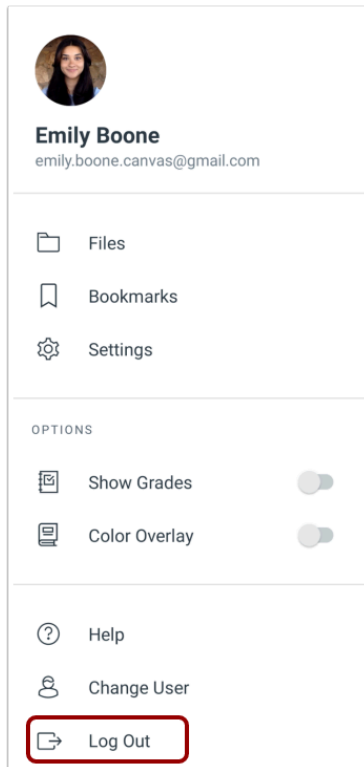 Emily Boone
emily.boone.canvas@gmail.com
Files
Bookmarks
Settings
OPTIONS
Show Grades
Color Overlay
Help
Change User
Log Out